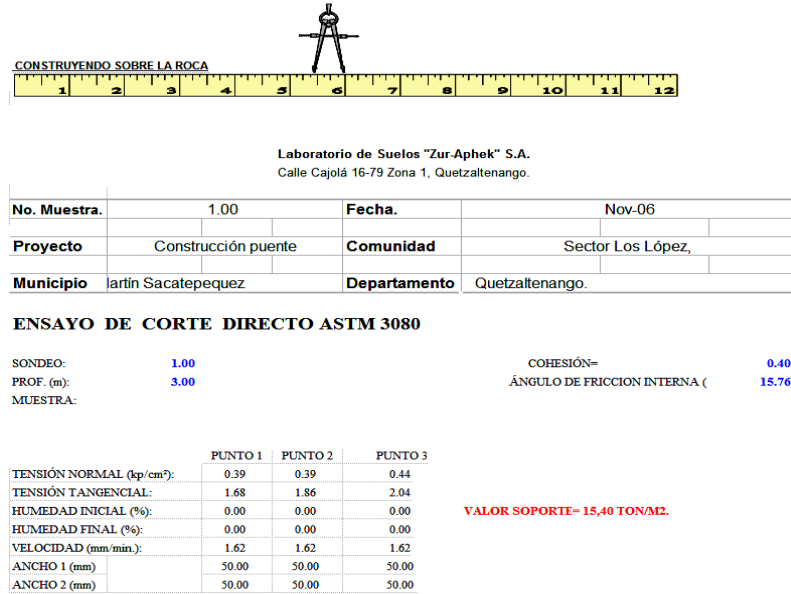 CONSTRUYENDO SOBRE LA ROCA
1 2 3 4 5 6 7 8 9 10 11 12
Laboratorio de Suelos "Zur-Aphek" S.A.
Calle Cajolá 16-79 Zona 1, Quetzaltenango.
No. Muestra. 1.00 Fecha. Nov-06
Proyecto Construcción puente Comunidad Sector Los López,
Municipio lartín Sacatepequez Departamento Quetzaltenango.
ENSAYO DE CORTE DIRECTO ASTM 3080
SONDEO: 1.00 COHESIÓN= 0.40
PROF. (m): 3.00 ÁNGULO DE FRICCION INTERNA ( 15.76
MUESTRA:
PUNTO 1 PUNTO 2 PUNTO 3
TENSIÓN NORMAL (kp/cm²): 0.39 0.39 0.44
TENSIÓN TANGENCIAL: 1.68 1.86 2.04
HUMEDAD INICIAL (%): 0.00 0.00 0.00 VALOR SOPORTE= 15,40 TON/M2.
HUMEDAD FINAL (%): 0.00 0.00 0.00
VELOCIDAD (mm/min.): 1.62 1.62 1.62
ANCHO 1 (mm) 50.00 50.00 50.00
ANCHO 2 (mm) 50.00 50.00 50.00